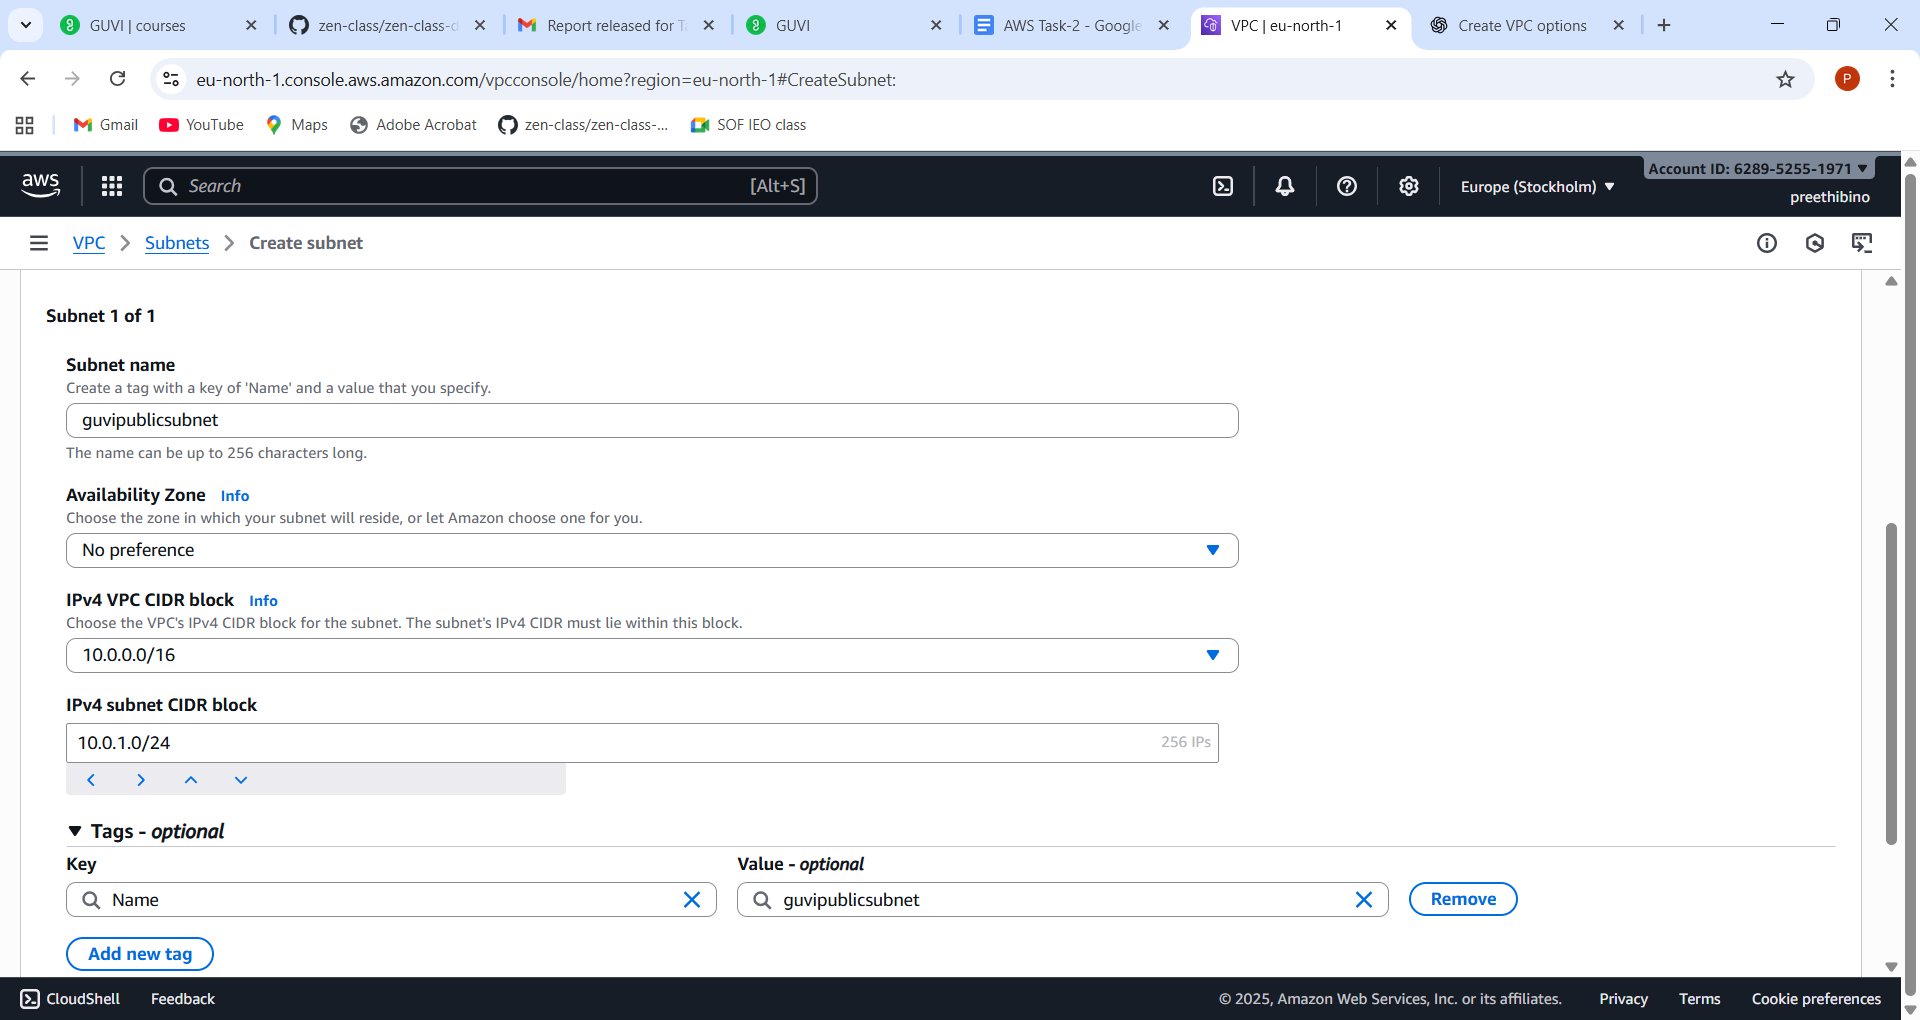 GUVI | courses
zen-class/zen-class-d
Report released for Ta
GUVI
AWS Task-2 - Google
VPC | eu-north-1
Create VPC options
eu-north-1.console.aws.amazon.com/vpcconsole/home?region=eu-north-1#CreateSubnet:
P
Gmail
YouTube
Maps
Adobe Acrobat
zen-class/zen-class-...
SOF IEO class
aws
Search
[Alt+S]
Europe (Stockholm)
Account ID: 6289-5255-1971
preethibino
VPC
Subnets
Create subnet
Subnet 1 of 1
Subnet name
Create a tag with a key of 'Name' and a value that you specify.
guvipublicsubnet
The name can be up to 256 characters long.
Availability Zone Info
Choose the zone in which your subnet will reside, or let Amazon choose one for you.
No preference
IPv4 VPC CIDR block Info
Choose the VPC's IPv4 CIDR block for the subnet. The subnet's IPv4 CIDR must lie within this block.
10.0.0.0/16
IPv4 subnet CIDR block
10.0.1.0/24
256 IPs
Tags - optional
Key
Value - optional
Name
guvipublicsubnet
Remove
Add new tag
CloudShell
Feedback
© 2025, Amazon Web Services, Inc. or its affiliates.
Privacy
Terms
Cookie preferences